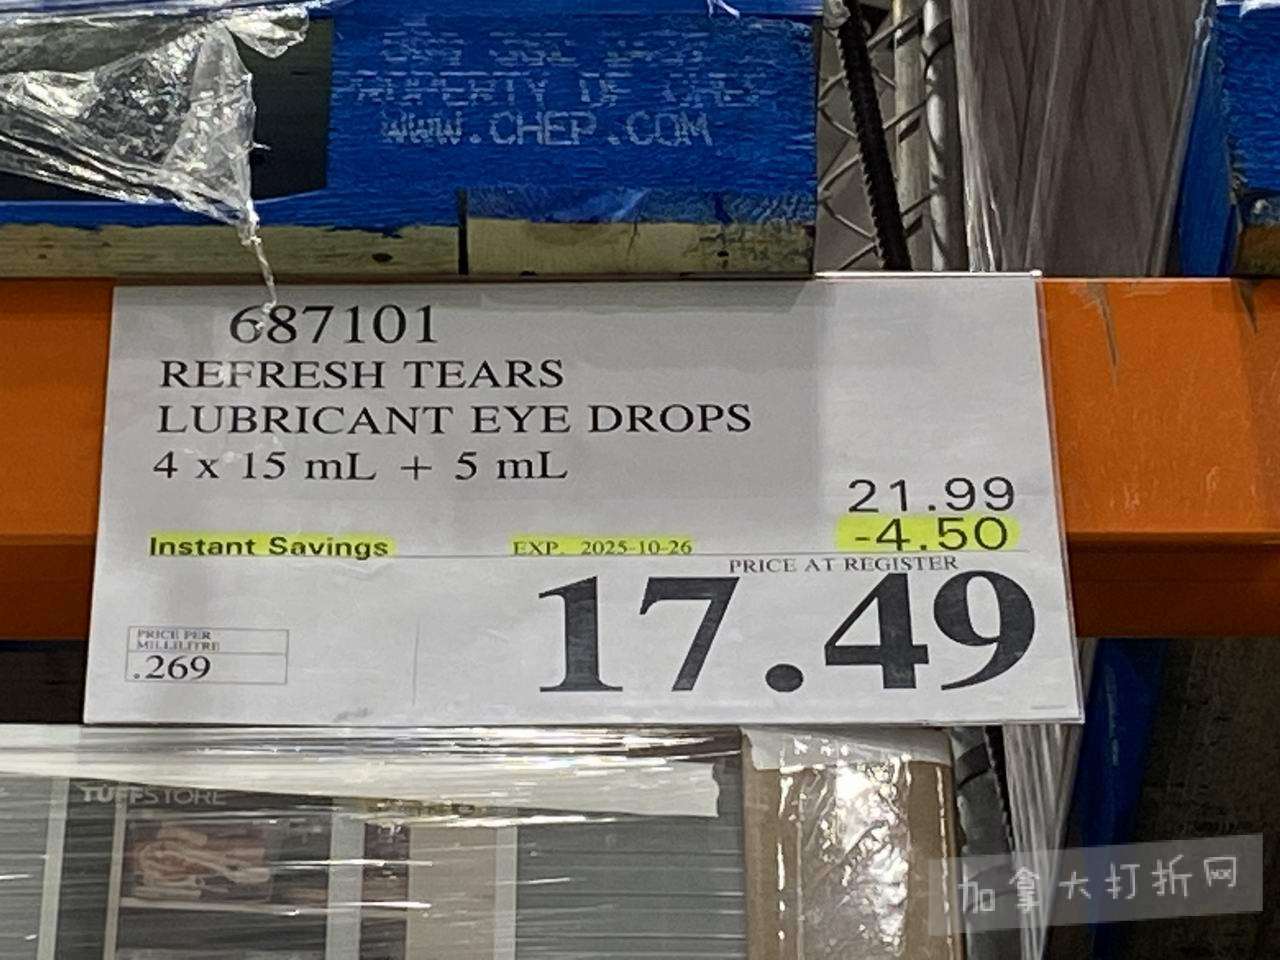 PROPERTY OF CHEP
WWW.CHEP.COM
687101
REFRESH TEARS
LUBRICANT EYE DROPS
4 x 15 mL + 5 mL
21.99
Instant Savings EXP. 2025-10-26 -4.50
PRICE AT REGISTER
17.49
PRICE PER
MILLILITRE
.269
TUFFSTORE
加拿大打折网